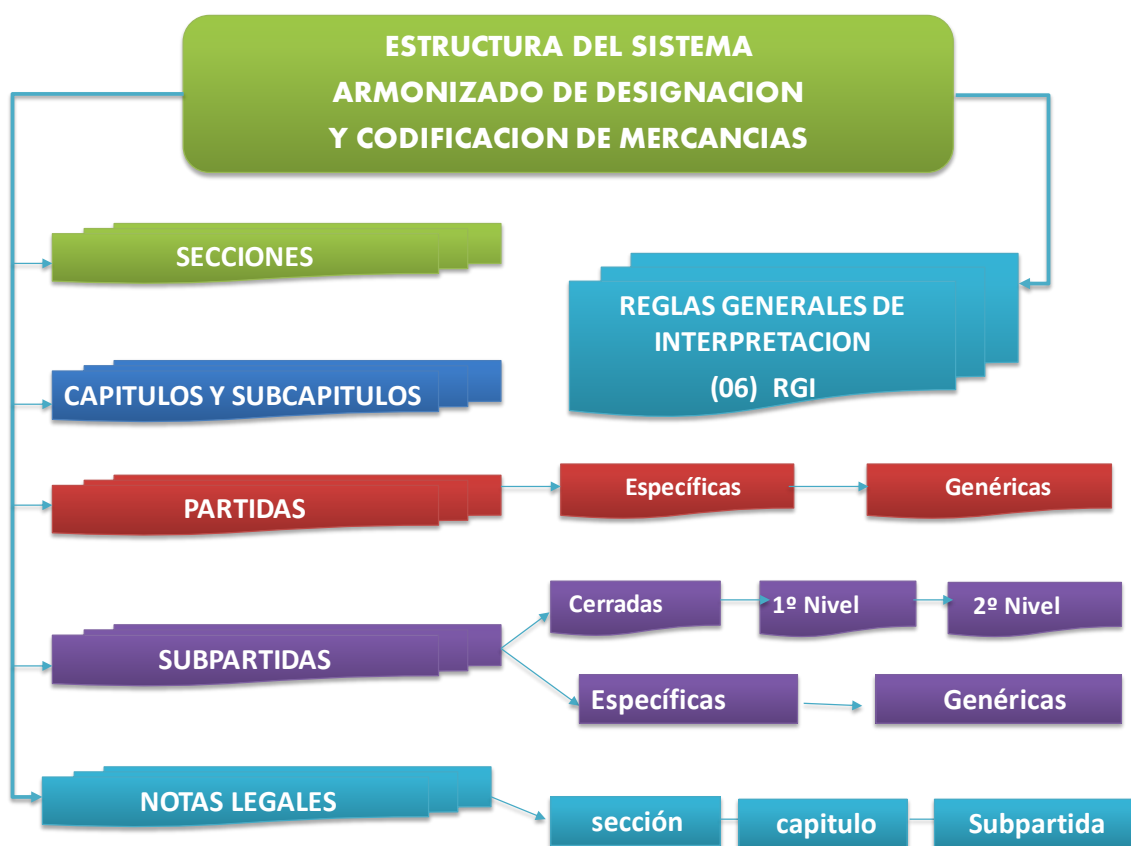 ESTRUCTURA DEL SISTEMA
ARMONIZADO DE DESIGNACION
Y CODIFICACION DE MERCANCIAS
SECCIONES
REGLAS GENERALES DE
INTERPRETACION
(06) RGI
CAPITULOS Y SUBCAPITULOS
PARTIDAS
Específicas
Genéricas
SUBPARTIDAS
Cerradas
1º Nivel
2º Nivel
Específicas
Genéricas
NOTAS LEGALES
sección
capitulo
Subpartida